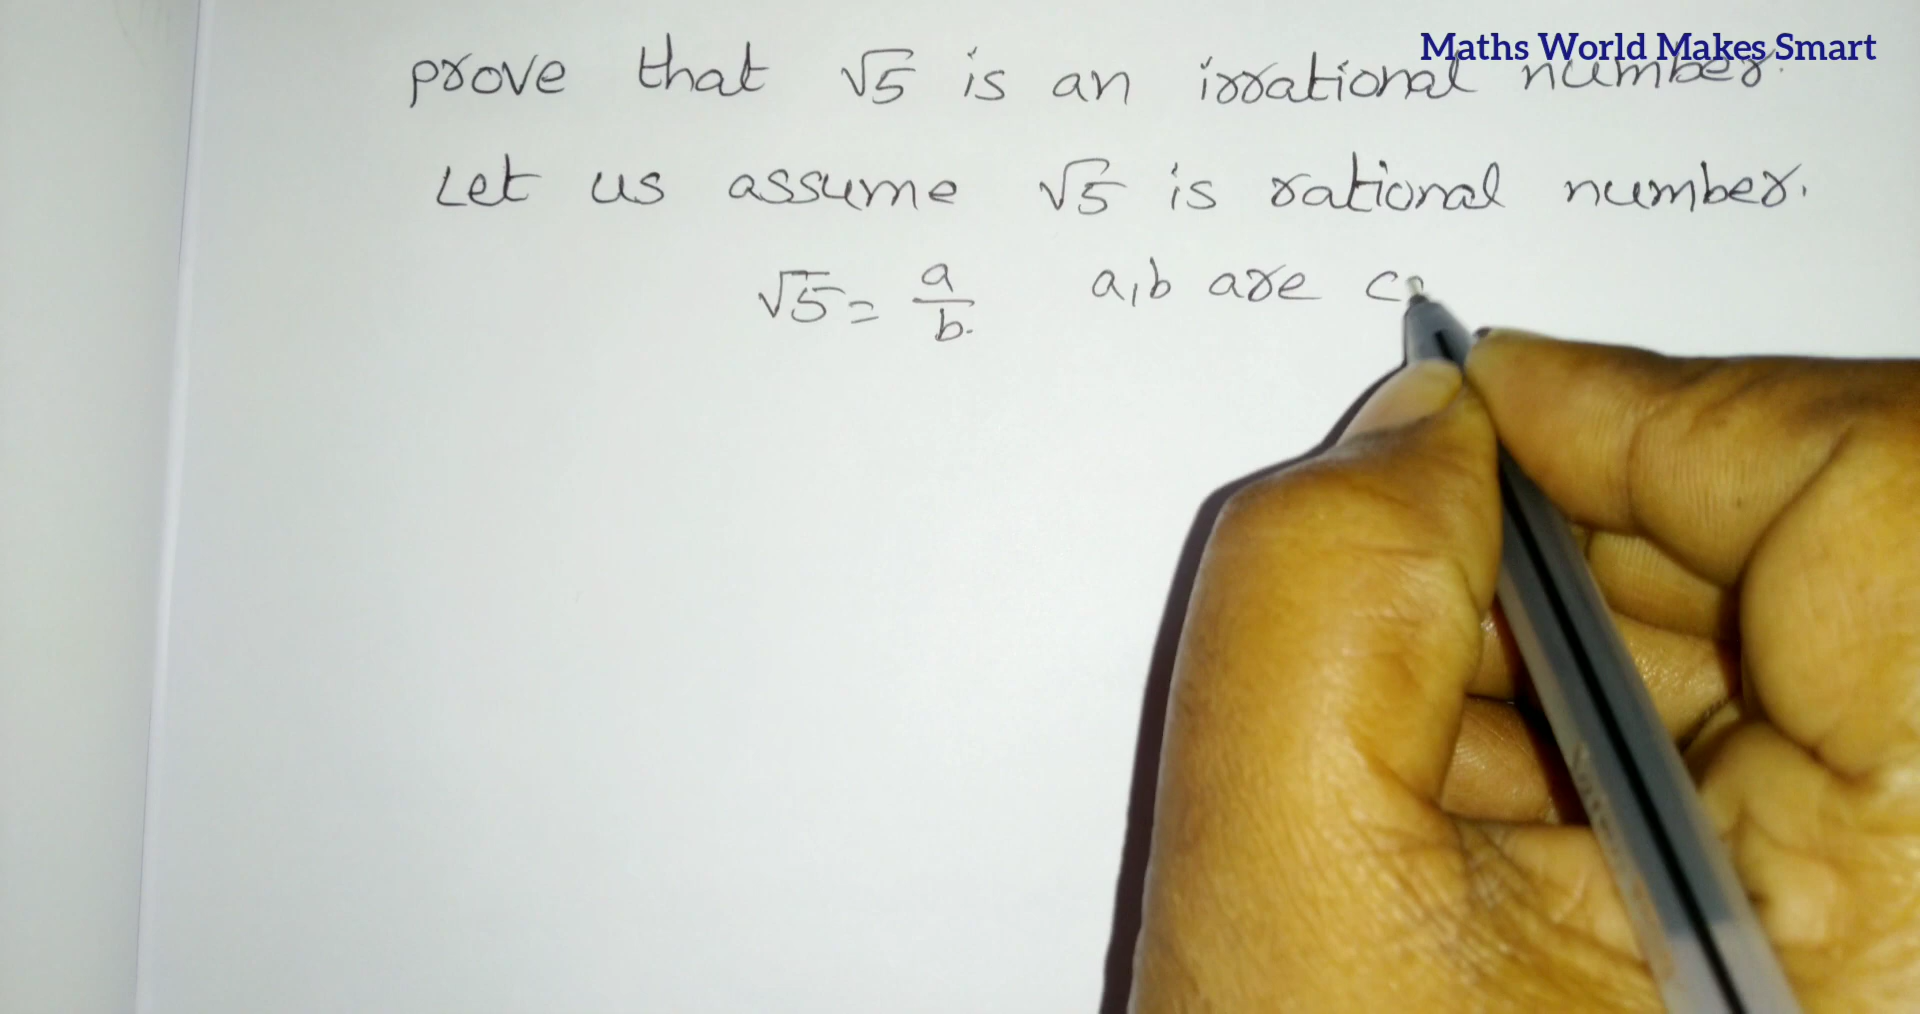 Maths World Makes Smart
prove that √5 is an irrational number.
Let us assume √5 is rational number.
√5 = a/b. a,b are